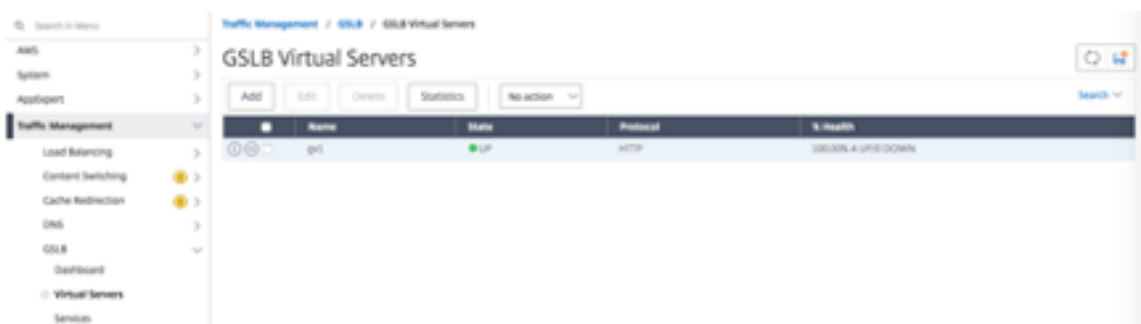 Search in Menu
AWS
System
AppExpert
Traffic Management
Load Balancing
Content Switching
Cache Redirection
DNS
GSLB
Dashboard
Virtual Servers
Services
Traffic Management / GSLB / GSLB Virtual Servers
GSLB Virtual Servers
Add Edit Delete Statistics No action Search
Name State Protocol % Health
gv1 UP HTTP 100.00% 4 UP/0 DOWN